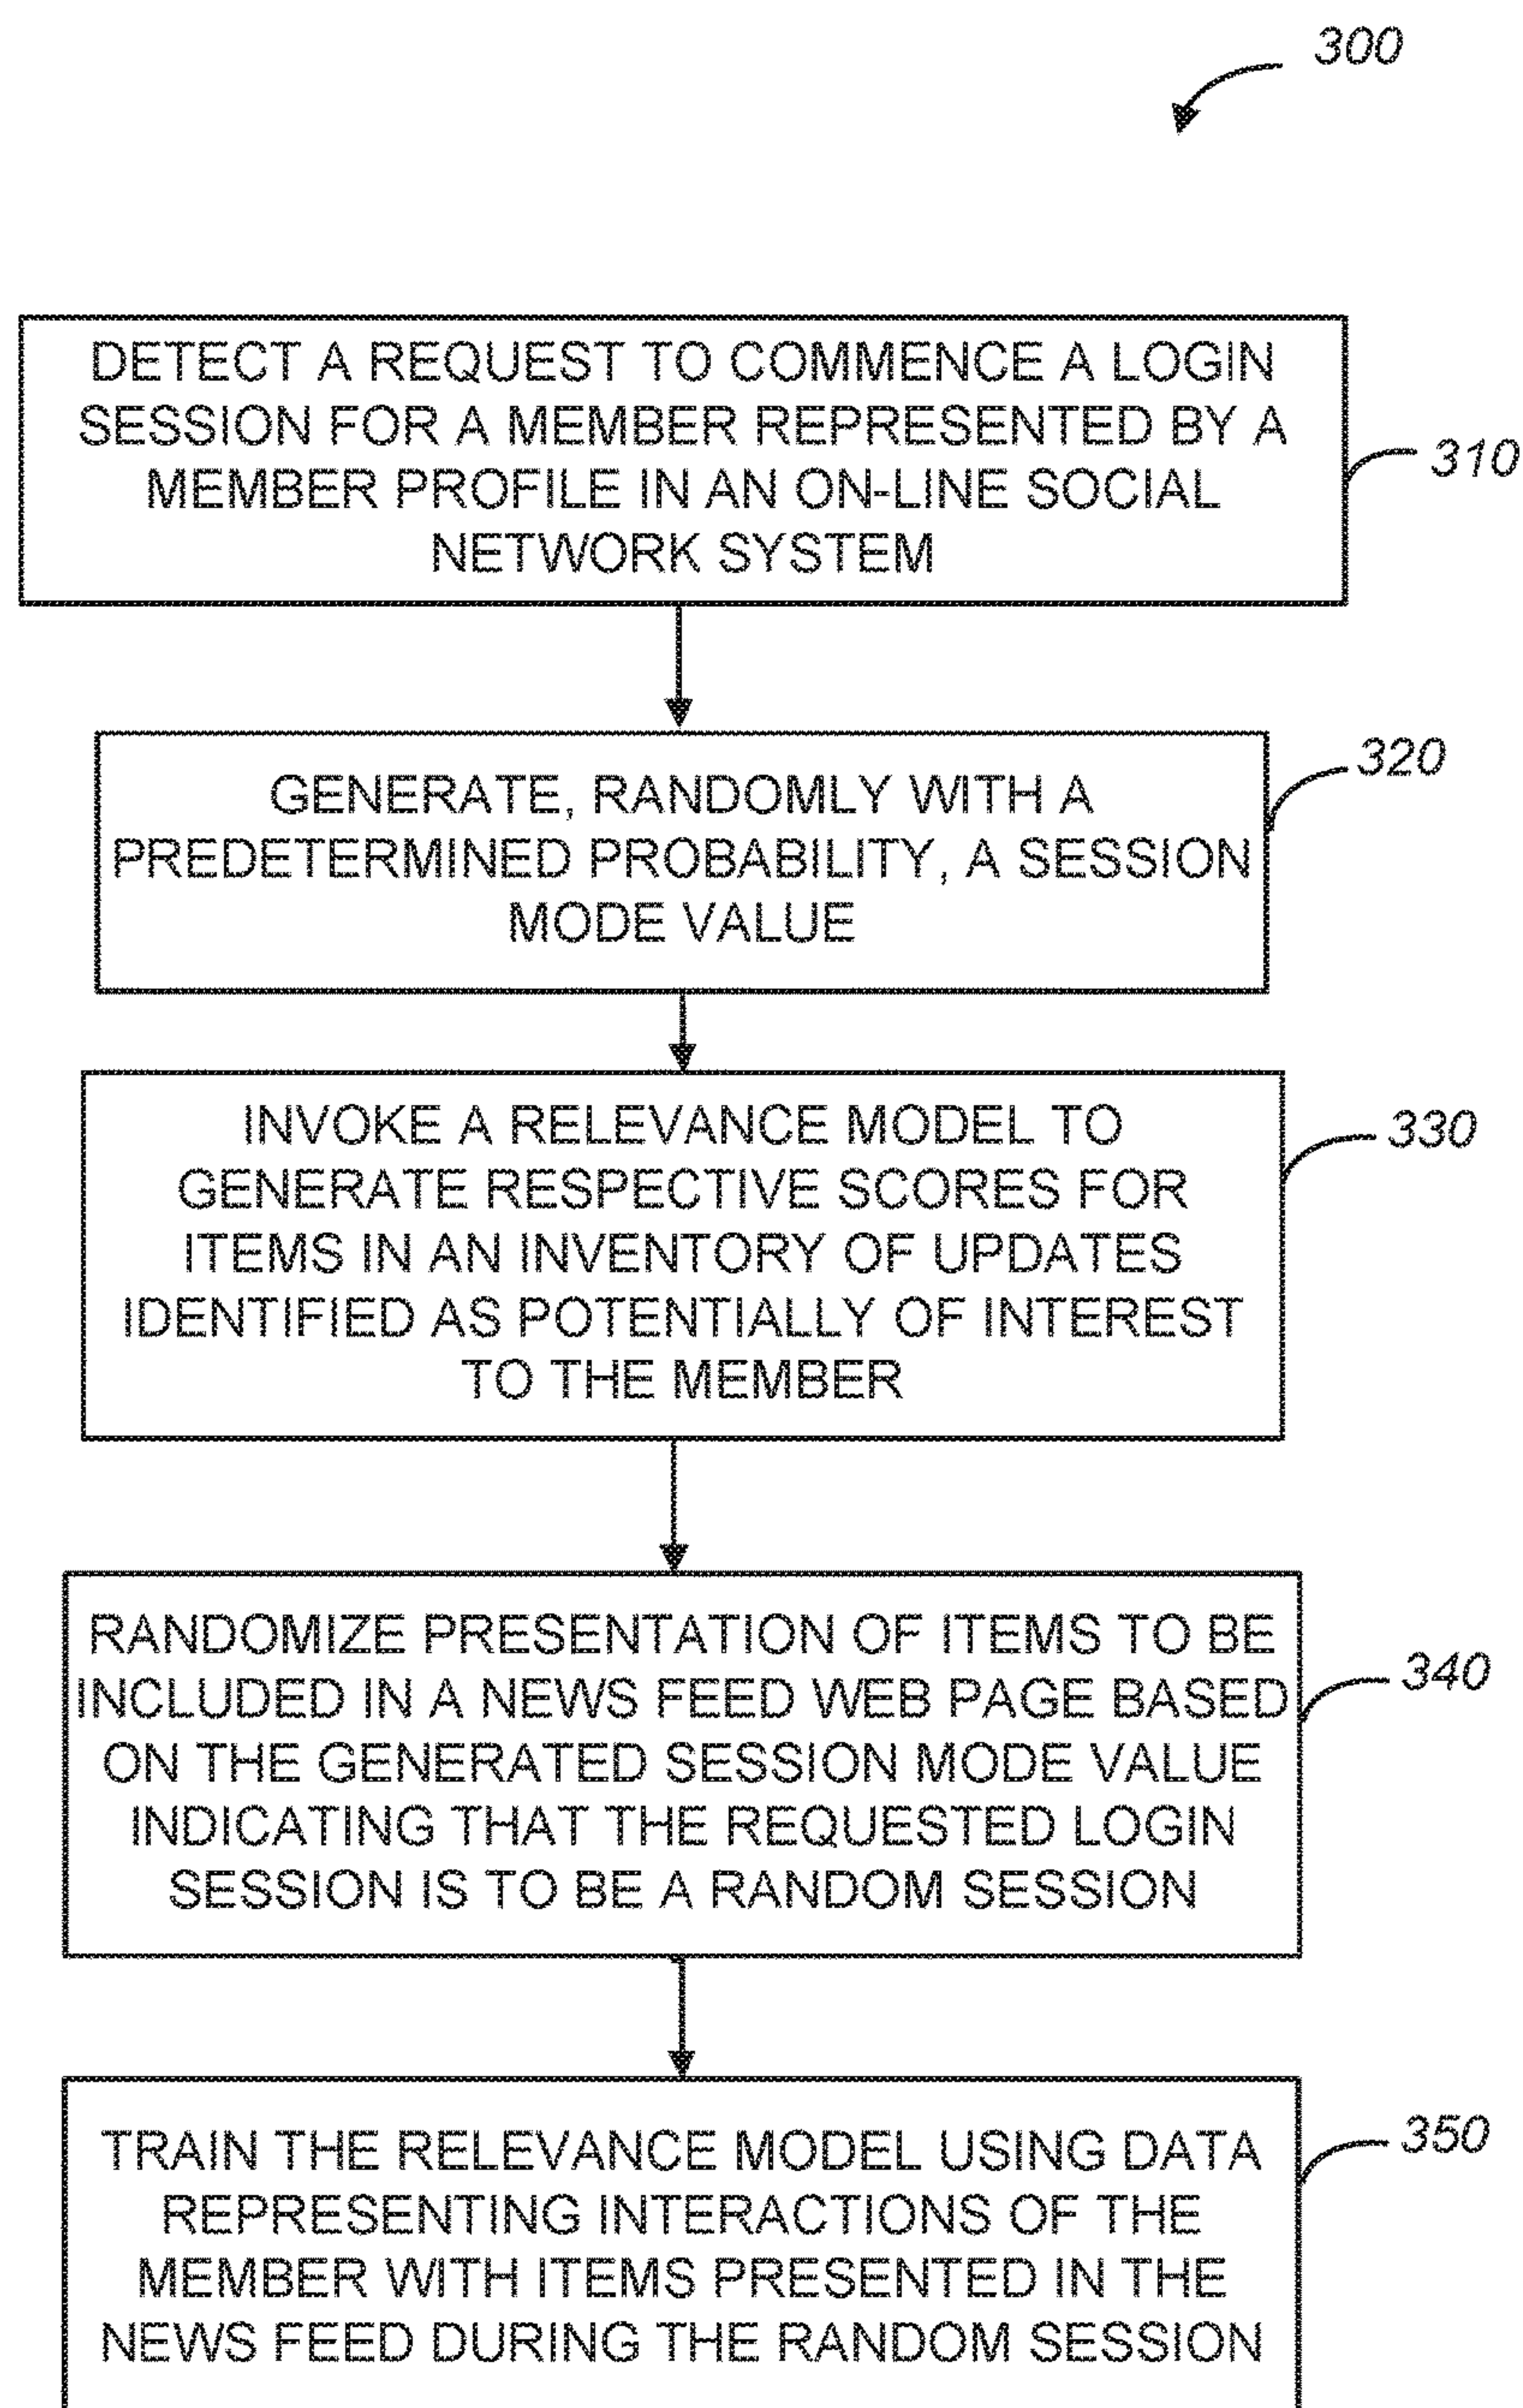 300
DETECT A REQUEST TO COMMENCE A LOGIN
SESSION FOR A MEMBER REPRESENTED BY A
MEMBER PROFILE IN AN ON-LINE SOCIAL
NETWORK SYSTEM
310
GENERATE, RANDOMLY WITH A
PREDETERMINED PROBABILITY, A SESSION
MODE VALUE
320
INVOKE A RELEVANCE MODEL TO
GENERATE RESPECTIVE SCORES FOR
ITEMS IN AN INVENTORY OF UPDATES
IDENTIFIED AS POTENTIALLY OF INTEREST
TO THE MEMBER
330
RANDOMIZE PRESENTATION OF ITEMS TO BE
INCLUDED IN A NEWS FEED WEB PAGE BASED
ON THE GENERATED SESSION MODE VALUE
INDICATING THAT THE REQUESTED LOGIN
SESSION IS TO BE A RANDOM SESSION
340
TRAIN THE RELEVANCE MODEL USING DATA
REPRESENTING INTERACTIONS OF THE
MEMBER WITH ITEMS PRESENTED IN THE
NEWS FEED DURING THE RANDOM SESSION
350